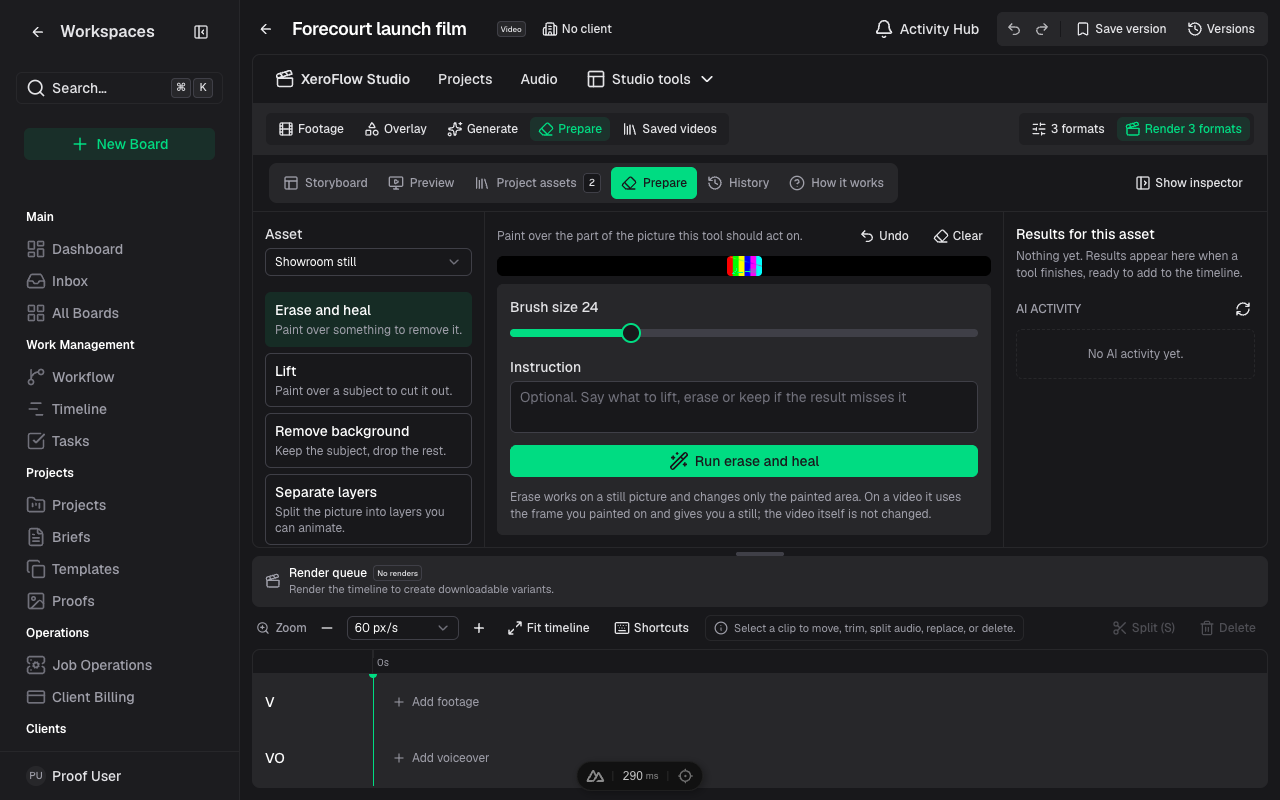 Workspaces
Search...
⌘ K
New Board
Main
Dashboard
Inbox
All Boards
Work Management
Workflow
Timeline
Tasks
Projects
Projects
Briefs
Templates
Proofs
Operations
Job Operations
Client Billing
Clients
PU Proof User
Forecourt launch film Video No client
Activity Hub
Save version Versions
XeroFlow Studio Projects Audio Studio tools
Footage Overlay Generate Prepare Saved videos
3 formats Render 3 formats
Storyboard Preview Project assets 2 Prepare History How it works
Show inspector
Asset
Showroom still
Erase and heal
Paint over something to remove it.
Lift
Paint over a subject to cut it out.
Remove background
Keep the subject, drop the rest.
Separate layers
Split the picture into layers you
can animate.
Paint over the part of the picture this tool should act on.
Undo Clear
Brush size 24
Instruction
Optional. Say what to lift, erase or keep if the result misses it
Run erase and heal
Erase works on a still picture and changes only the painted area. On a video it uses
the frame you painted on and gives you a still; the video itself is not changed.
Results for this asset
Nothing yet. Results appear here when a
tool finishes, ready to add to the timeline.
AI ACTIVITY
No AI activity yet.
Render queue No renders
Render the timeline to create downloadable variants.
Zoom 60 px/s Fit timeline Shortcuts
Select a clip to move, trim, split audio, replace, or delete.
Split (S) Delete
0s
V Add footage
VO Add voiceover
290 ms